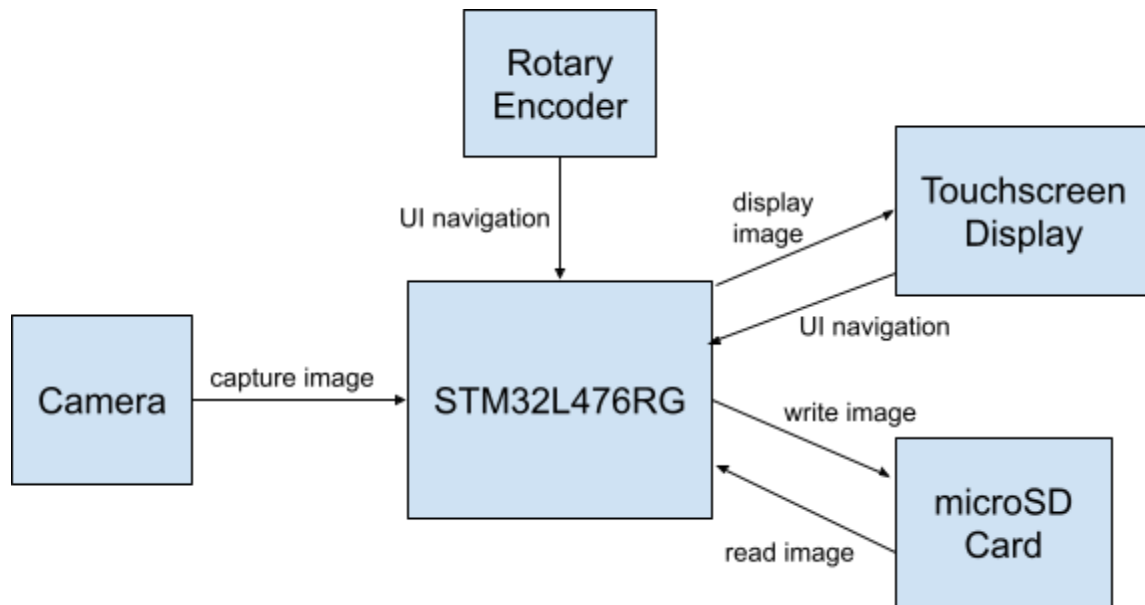 Rotary
Encoder
UI navigation
display
image
Touchscreen
Display
UI navigation
Camera
capture image
STM32L476RG
write image
read image
microSD
Card